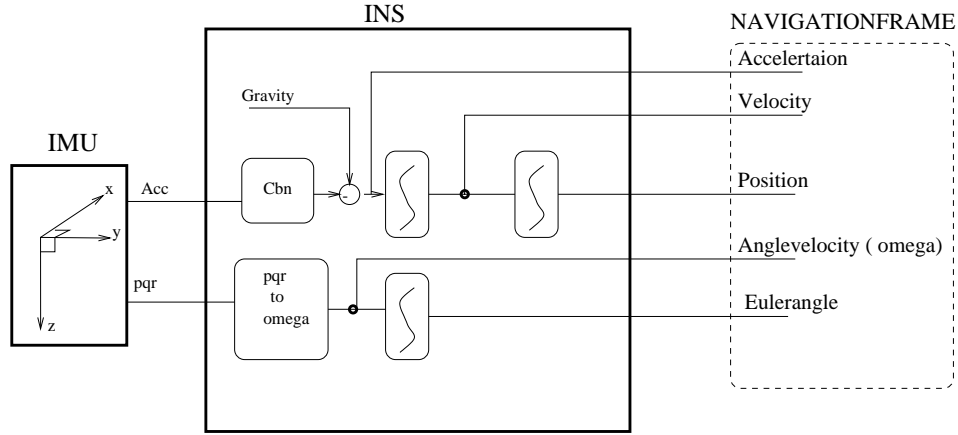 INS
NAVIGATIONFRAME
Accelertaion
Gravity
Velocity
IMU
x
Acc
Cbn
-
Position
y
Anglevelocity ( omega)
pqr
pqr
to
omega
Eulerangle
z